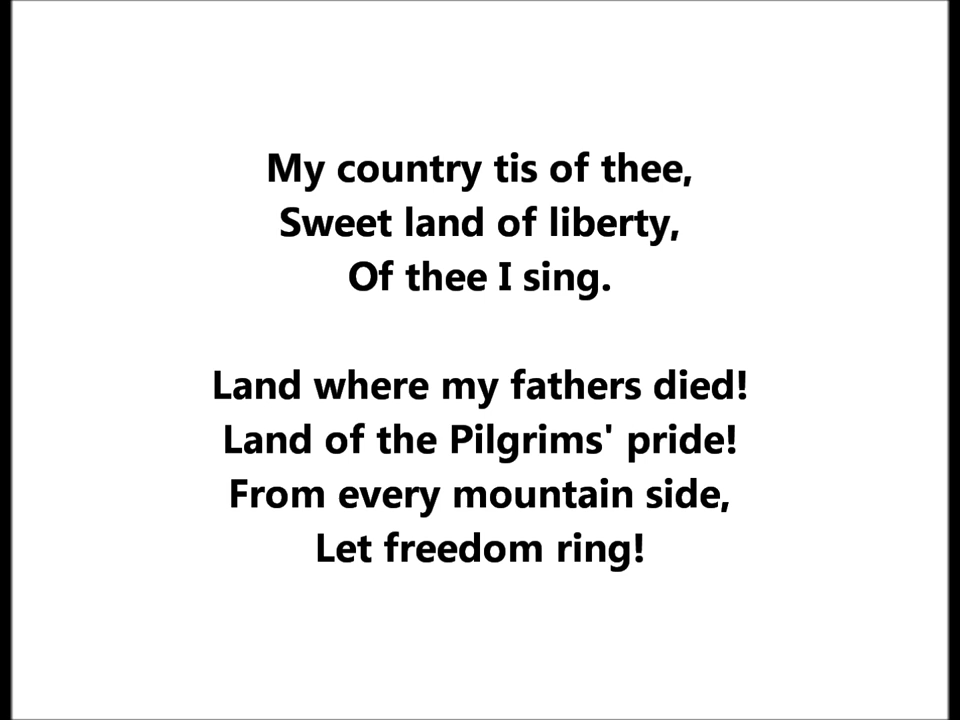 My country tis of thee,
Sweet land of liberty,
Of thee I sing.
Land where my fathers died!
Land of the Pilgrims' pride!
From every mountain side,
Let freedom ring!